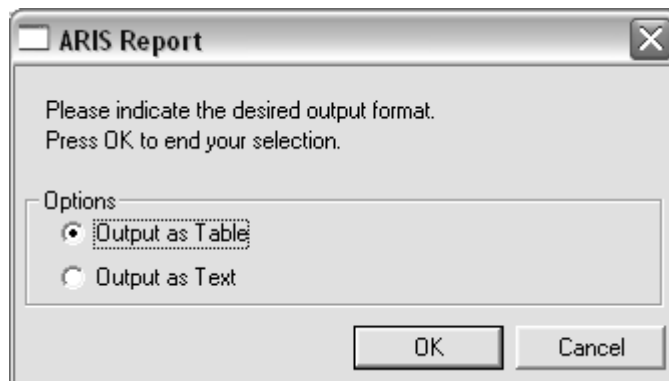 ARIS Report
Please indicate the desired output format.
Press OK to end your selection.
Options
Output as Table
Output as Text
OK Cancel